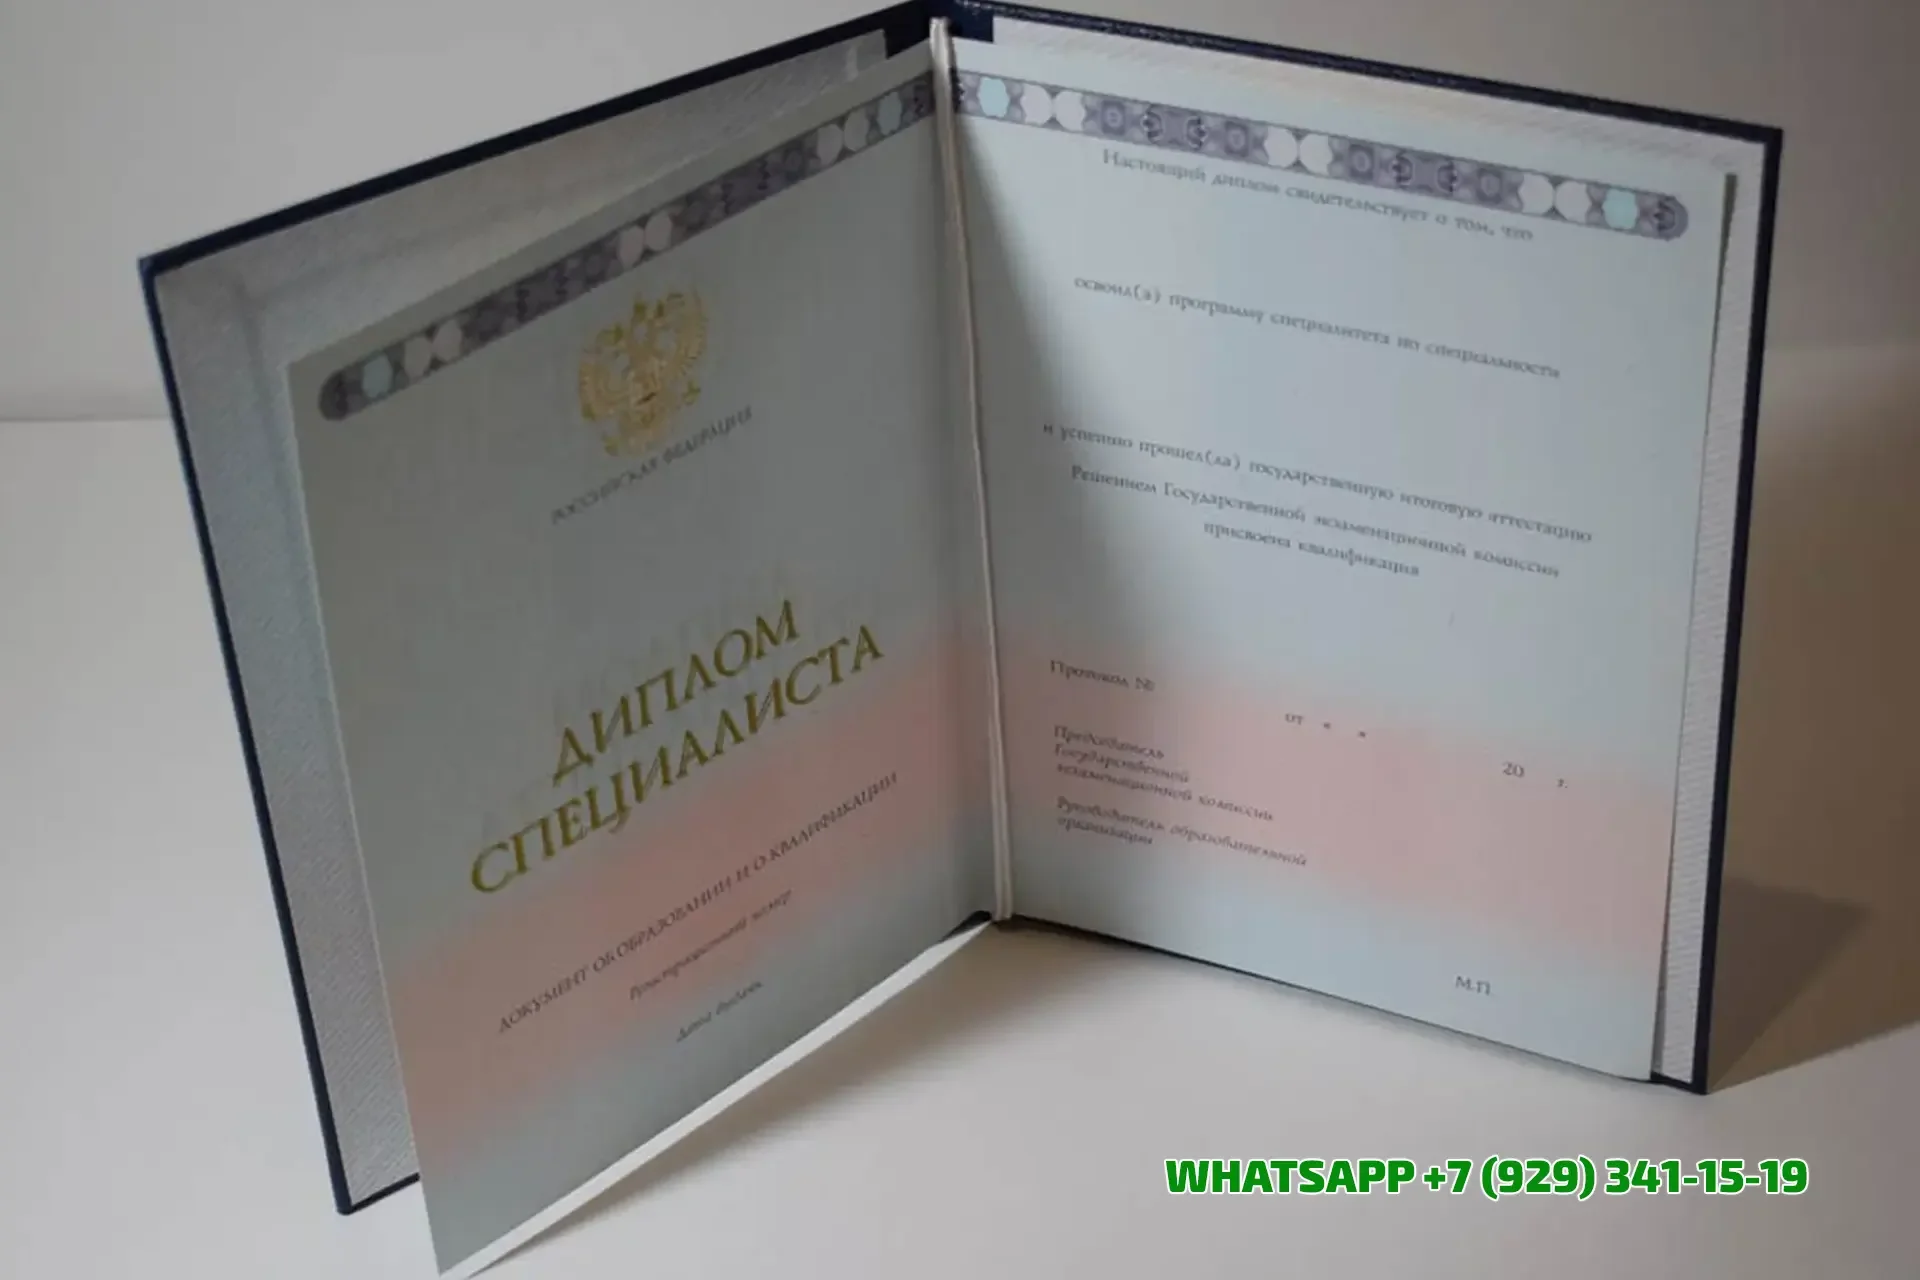 РОССИЙСКАЯ ФЕДЕРАЦИЯ
ДИПЛОМ
СПЕЦИАЛИСТА
ДОКУМЕНТ ОБ ОБРАЗОВАНИИ И О КВАЛИФИКАЦИИ
Регистрационный номер
Дата выдачи
Настоящий диплом свидетельствует о том, что
освоил(а) программу специалитета по специальности
и успешно прошел(ла) государственную итоговую аттестацию
Решением Государственной экзаменационной комиссии
присвоена квалификация
Протокол №
от « » 20 г.
Председатель
Государственной
экзаменационной комиссии
Руководитель образовательной
организации
М.П.
WHATSAPP +7 (929) 341-15-19